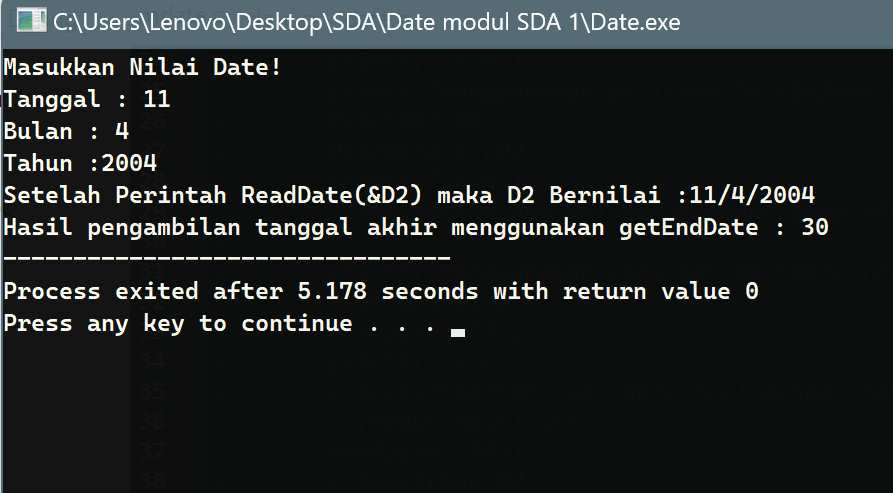 C:\Users\Lenovo\Desktop\SDA\Date modul SDA 1\Date.exe
Masukkan Nilai Date!
Tanggal : 11
Bulan : 4
Tahun :2004
Setelah Perintah ReadDate(&D2) maka D2 Bernilai :11/4/2004
Hasil pengambilan tanggal akhir menggunakan getEndDate : 30
--------------------------------
Process exited after 5.178 seconds with return value 0
Press any key to continue . . .